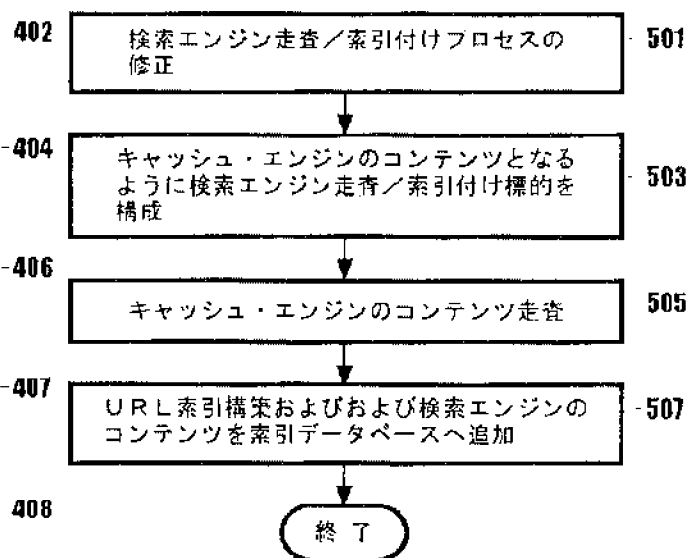 402
検索エンジン走査／索引付けプロセスの
修正
501
404
キャッシュ・エンジンのコンテンツとなる
ように検索エンジン走査／索引付け標的を
構成
503
406
キャッシュ・エンジンのコンテンツ走査
505
407
ＵＲＬ索引構築およびおよび検索エンジンの
コンテンツを索引データベースへ追加
507
408
終了